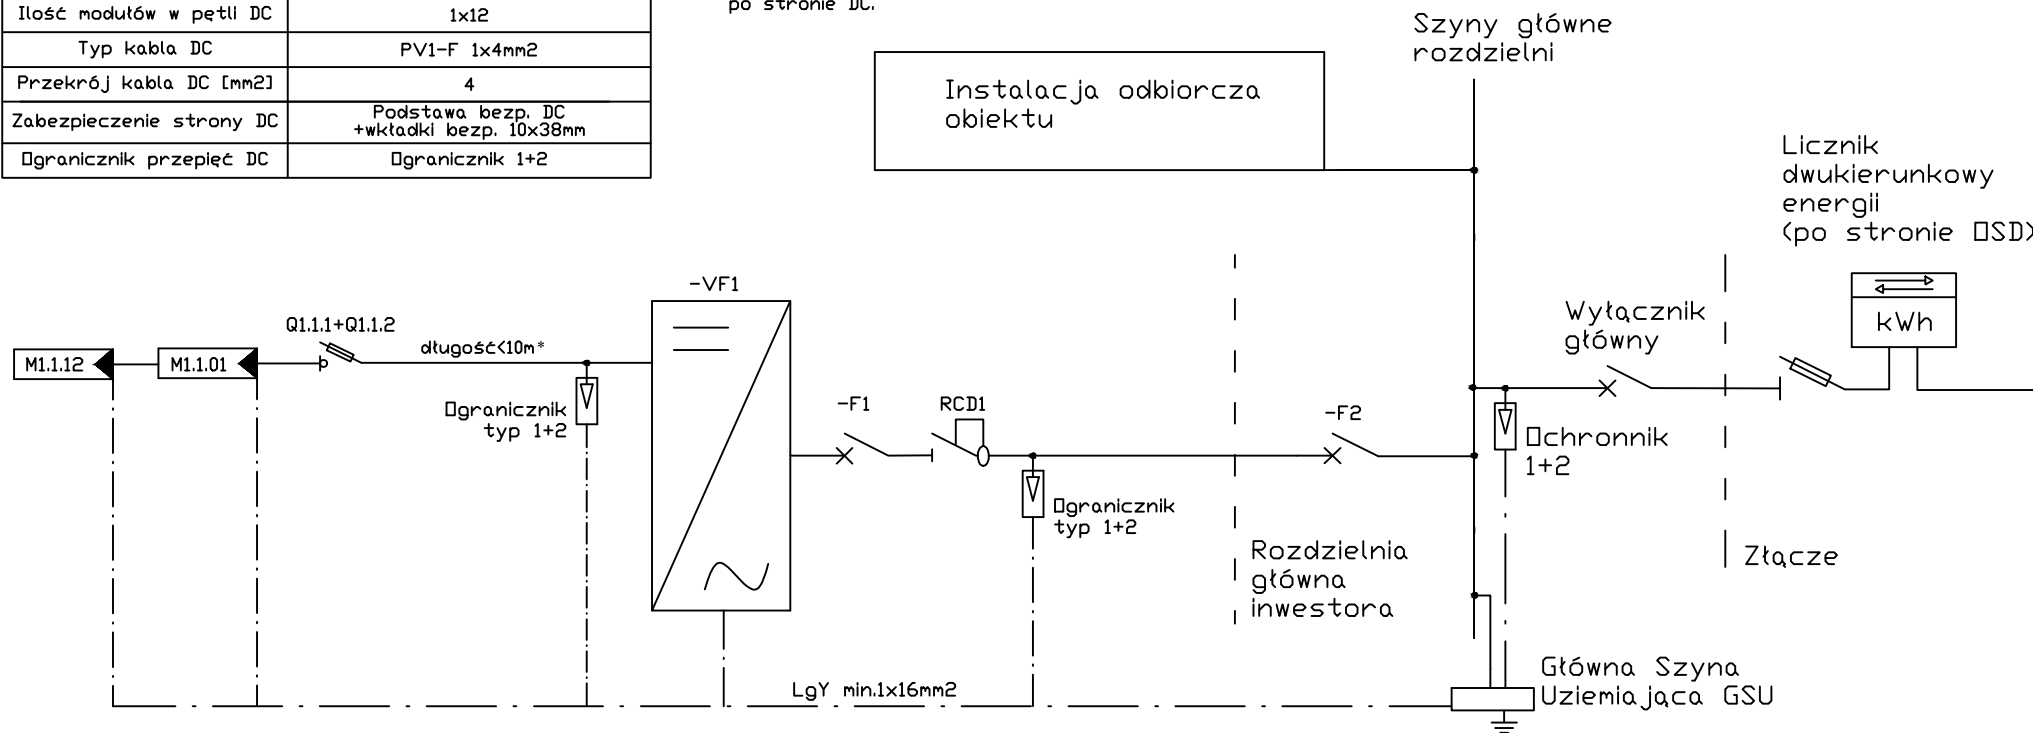 Ilość modułów w pętli DC 1x12
Typ kabla DC PV1-F 1x4mm2
Przekrój kabla DC [mm2] 4
Zabezpieczenie strony DC Podstawa bezp. DC
+wkładki bezp. 10x38mm
Ogranicznik przepięć DC Ogranicznik 1+2
po stronie DC.
Instalacja odbiorcza
obiektu
Szyny główne
rozdzielni
Licznik
dwukierunkowy
energii
(po stronie OSD)
kWh
Wyłącznik
główny
-VF1
Q1.1.1+Q1.1.2
długość<10m*
M1.1.12
M1.1.01
Ogranicznik
typ 1+2
-F1
RCD1
-F2
Ochronnik
1+2
Ogranicznik
typ 1+2
Rozdzielnia
główna
inwestora
Złącze
LgY min.1x16mm2
Główna Szyna
Uziemiająca GSU